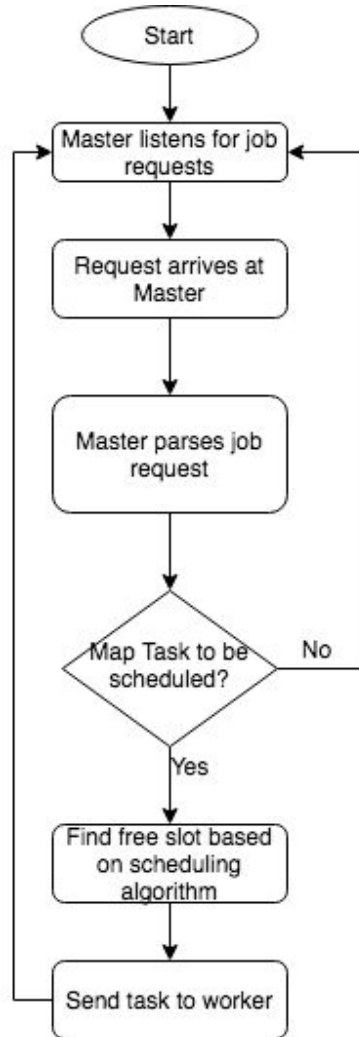 Start
Master listens for job
requests
Request arrives at
Master
Master parses job
request
Map Task to be
scheduled?
No
Yes
Find free slot based
on scheduling
algorithm
Send task to worker